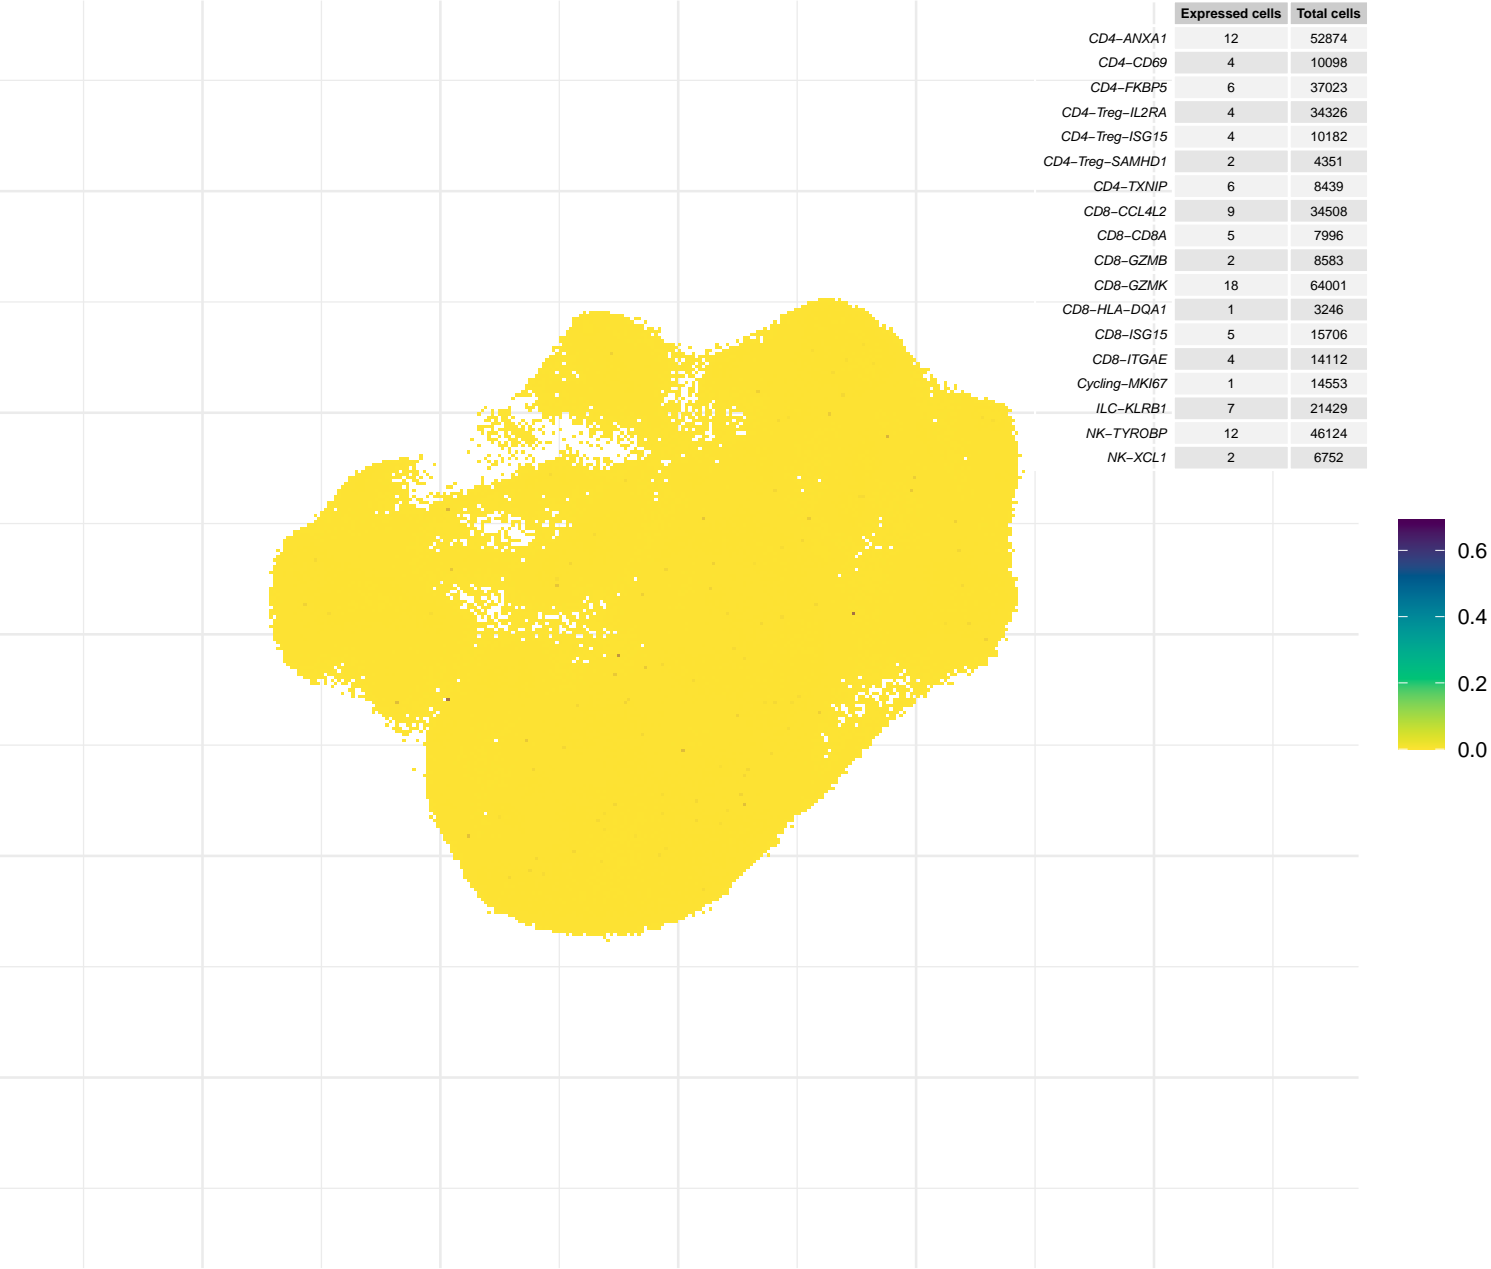 Expressed cells Total cells
CD4−ANXA1 12 52874
CD4−CD69 4 10098
CD4−FKBP5 6 37023
CD4−Treg−IL2RA 4 34326
CD4−Treg−ISG15 4 10182
CD4−Treg−SAMHD1 2 4351
CD4−TXNIP 6 8439
CD8−CCL4L2 9 34508
CD8−CD8A 5 7996
CD8−GZMB 2 8583
CD8−GZMK 18 64001
CD8−HLA−DQA1 1 3246
CD8−ISG15 5 15706
CD8−ITGAE 4 14112
Cycling−MKI67 1 14553
ILC−KLRB1 7 21429
NK−TYROBP 12 46124
NK−XCL1 2 6752
0.6
0.4
0.2
0.0